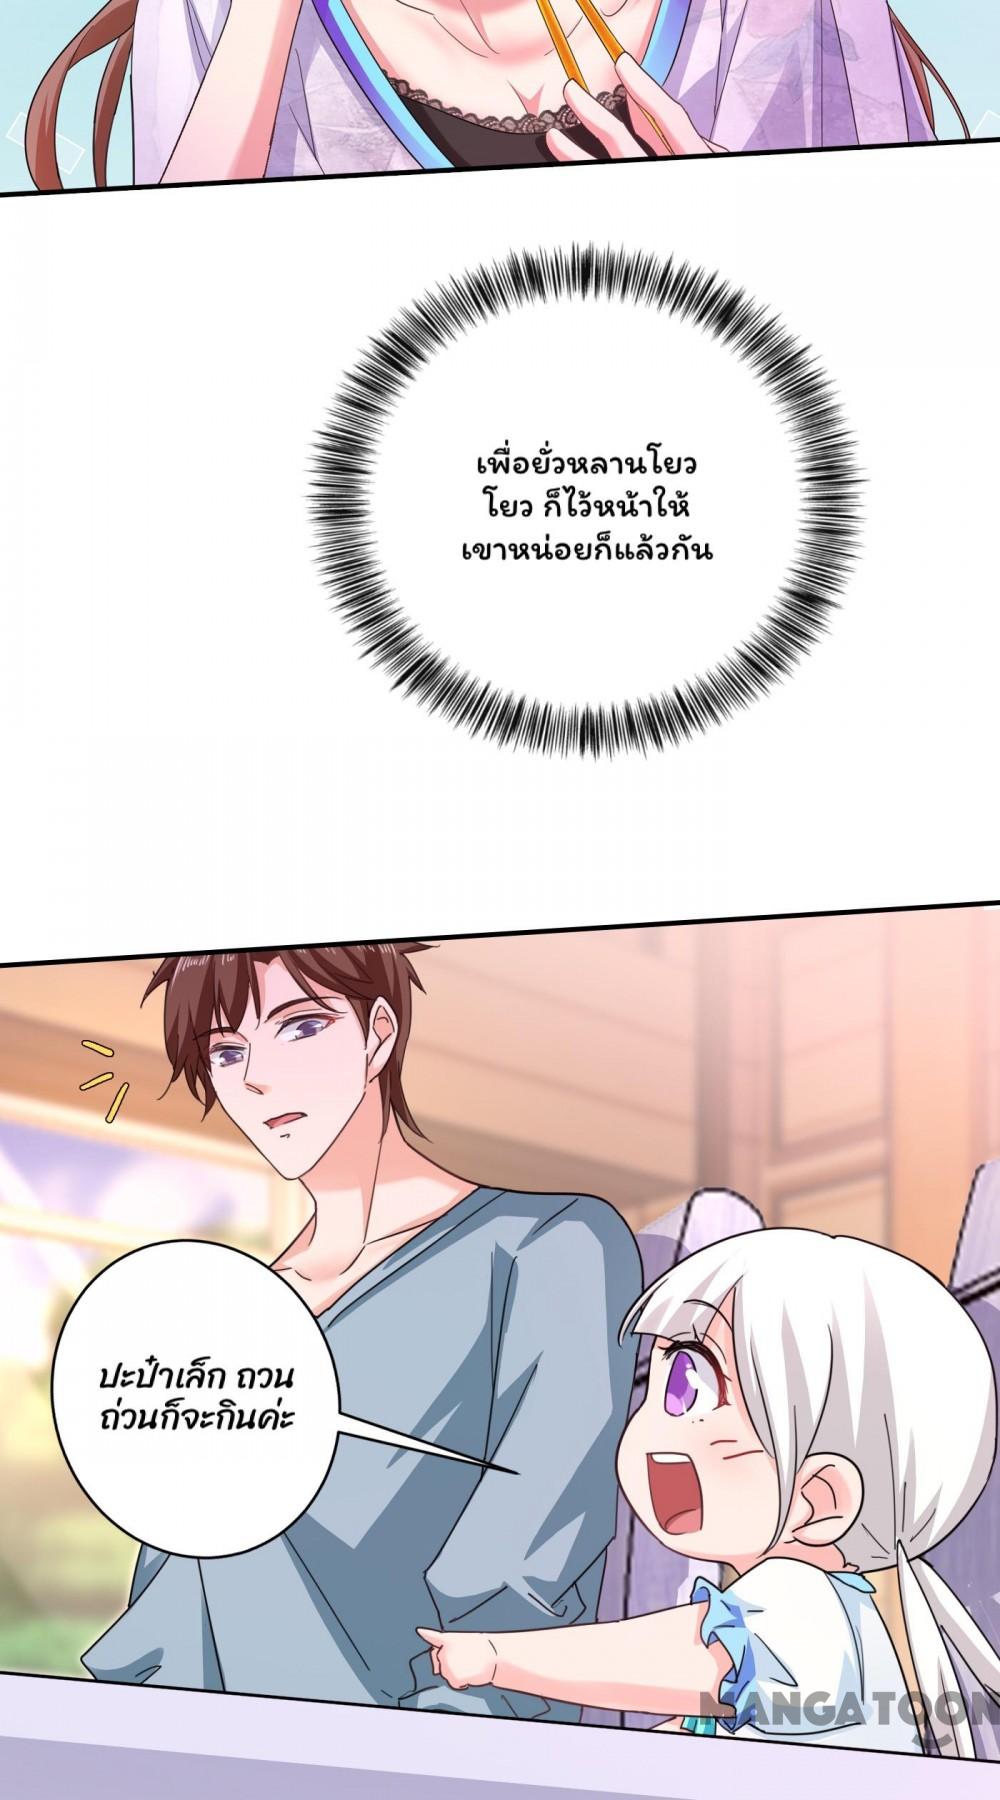 เพื่อยั่วหลานโยว
โยว ก็ไว้หน้าให้
เขาหน่อยก็แล้วกัน
ปะป๋าเล็ก ถวน
ถ่วนก็จะกินค่ะ
MANGATOON